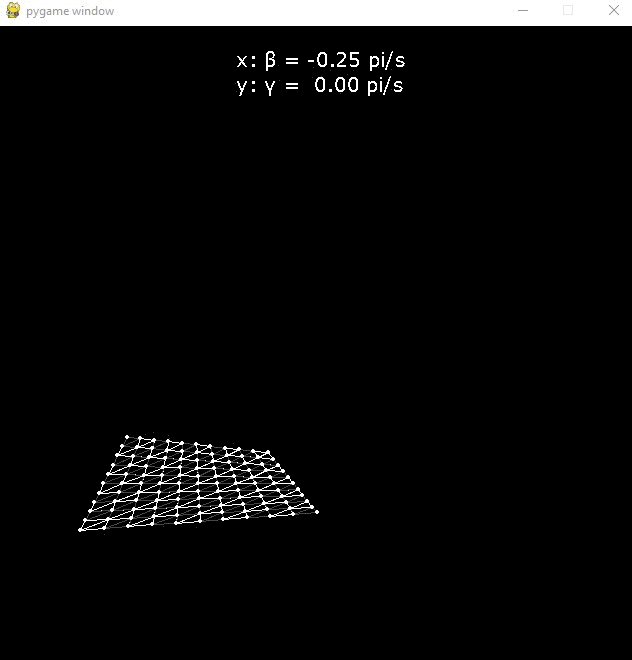 pygame window
x: β = -0.25 pi/s
y: γ =  0.00 pi/s